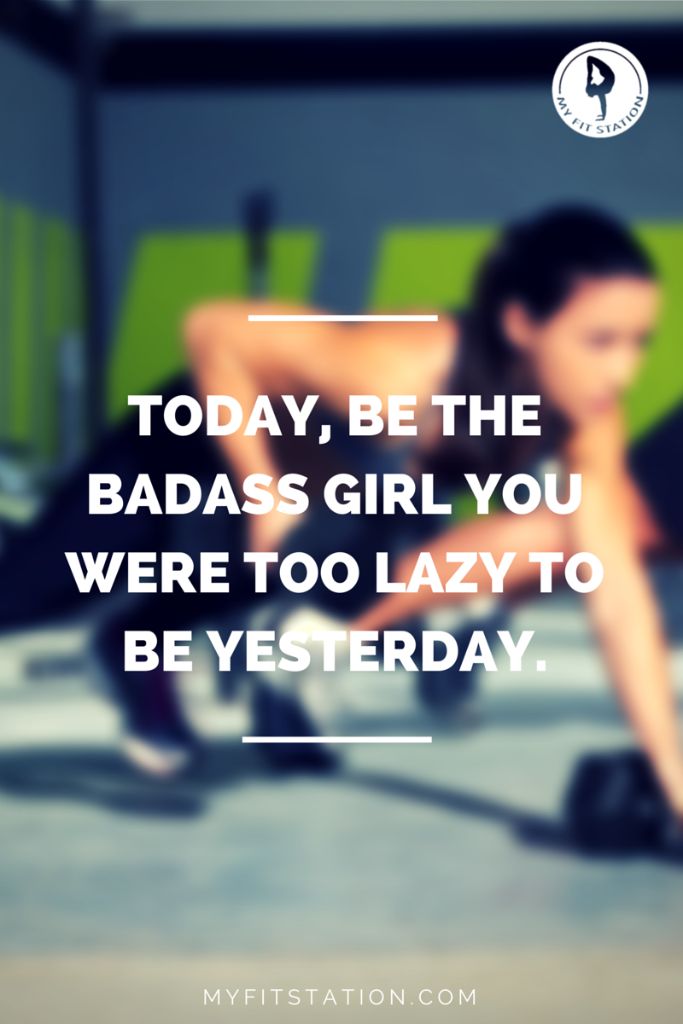 MY FIT STATION
TODAY, BE THE
BADASS GIRL YOU
WERE TOO LAZY TO
BE YESTERDAY.
MYFITSTATION.COM